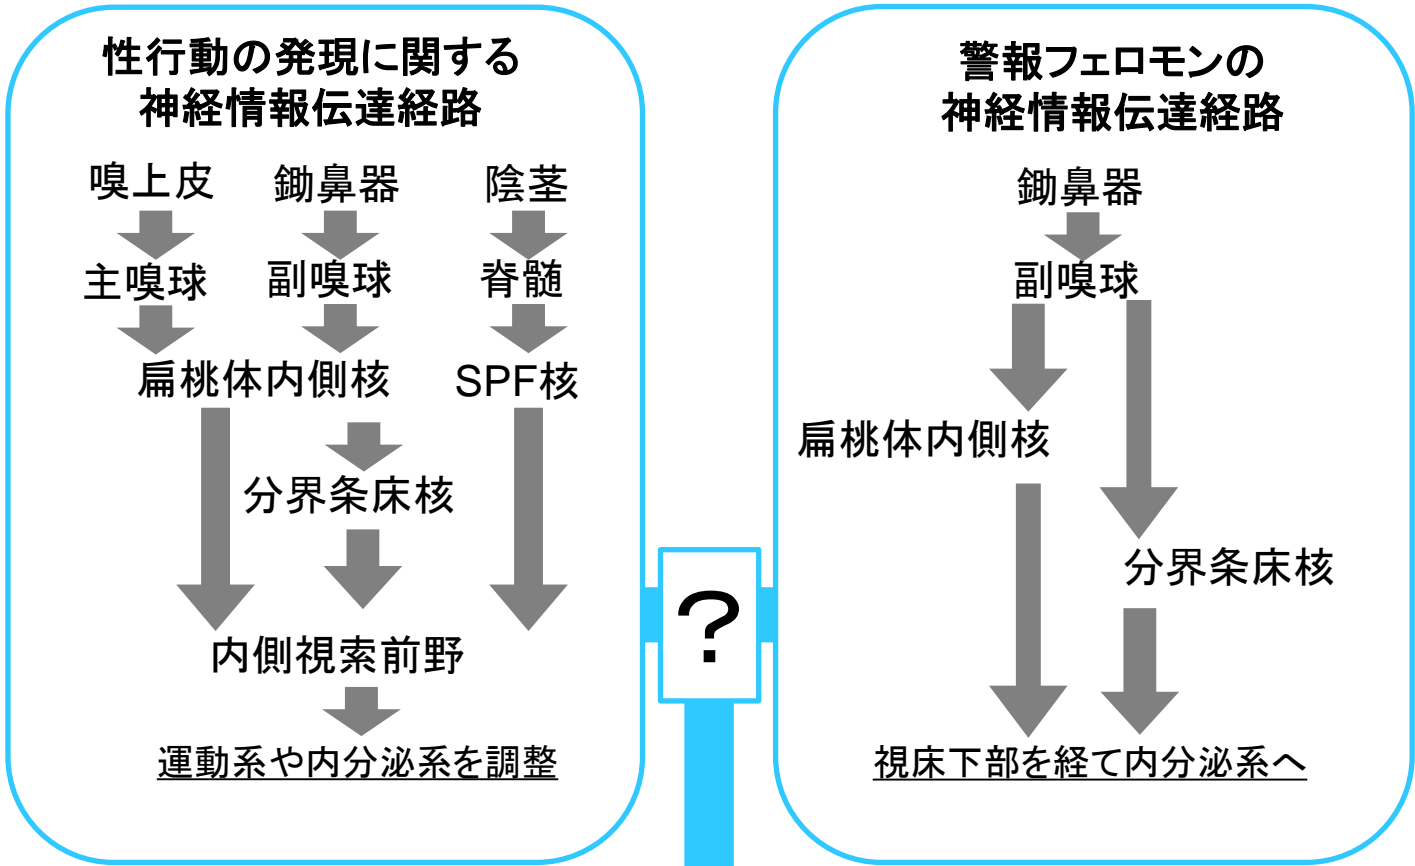 性行動の発現に関する
神経情報伝達経路
嗅上皮 鋤鼻器 陰茎
主嗅球 副嗅球 脊髄
扁桃体内側核 SPF核
分界条床核
内側視索前野
運動系や内分泌系を調整
?
警報フェロモンの
神経情報伝達経路
鋤鼻器
副嗅球
扁桃体内側核
分界条床核
視床下部を経て内分泌系へ